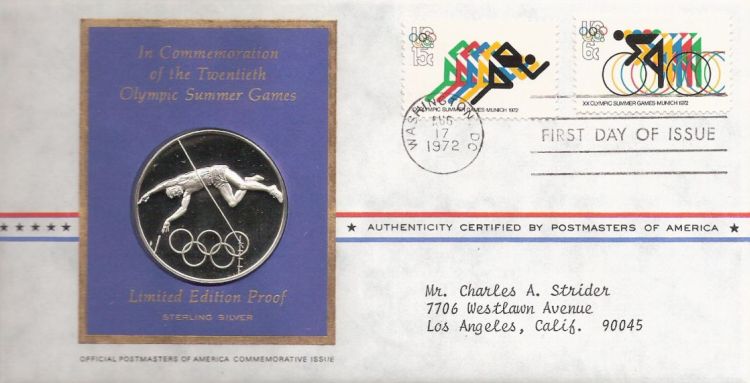 In Commemoration
of the Twentieth
Olympic Summer Games
Limited Edition Proof
STERLING SILVER
OFFICIAL POSTMASTERS OF AMERICA COMMEMORATIVE ISSUE
US 15c
XX OLYMPIC SUMMER GAMES·MUNICH 1972
US 6c
XX OLYMPIC SUMMER GAMES·MUNICH 1972
WASHINGTON, DC
AUG
17
1972
FIRST DAY OF ISSUE
★ AUTHENTICITY CERTIFIED BY POSTMASTERS OF AMERICA ★
Mr. Charles A. Strider
7706 Westlawn Avenue
Los Angeles, Calif. 90045